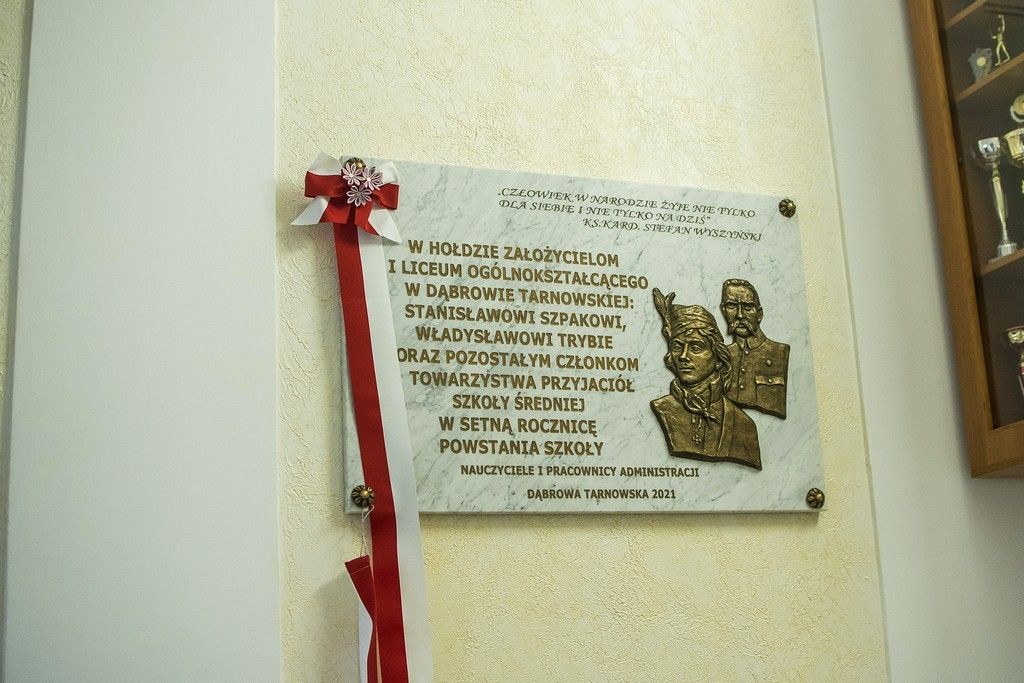 „CZŁOWIEK W NARODZIE ŻYJE NIE TYLKO
DLA SIEBIE I NIE TYLKO NA DZIŚ"
KS.KARD. STEFAN WYSZYŃSKI
W HOŁDZIE ZAŁOŻYCIELOM
I LICEUM OGÓLNOKSZTAŁCĄCEGO
W DĄBROWIE TARNOWSKIEJ:
STANISŁAWOWI SZPAKOWI,
WŁADYSŁAWOWI TRYBIE
ORAZ POZOSTAŁYM CZŁONKOM
TOWARZYSTWA PRZYJACIÓŁ
SZKOŁY ŚREDNIEJ
W SETNĄ ROCZNICĘ
POWSTANIA SZKOŁY
NAUCZYCIELE I PRACOWNICY ADMINISTRACJI
DĄBROWA TARNOWSKA 2021